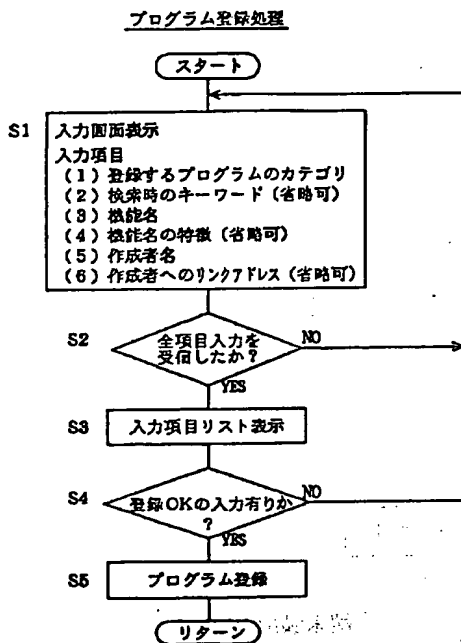 プログラム登録処理
スタート
S1
入力画面表示
入力項目
(1)登録するプログラムのカテゴリ
(2)検索時のキーワード(省略可)
(3)機能名
(4)機能名の特徴(省略可)
(5)作成者名
(6)作成者へのリンクアドレス(省略可)
S2
全項目入力を
受信したか?
NO
YES
S3
入力項目リスト表示
S4
登録OKの入力有りか
?
NO
YES
S5
プログラム登録
リターン